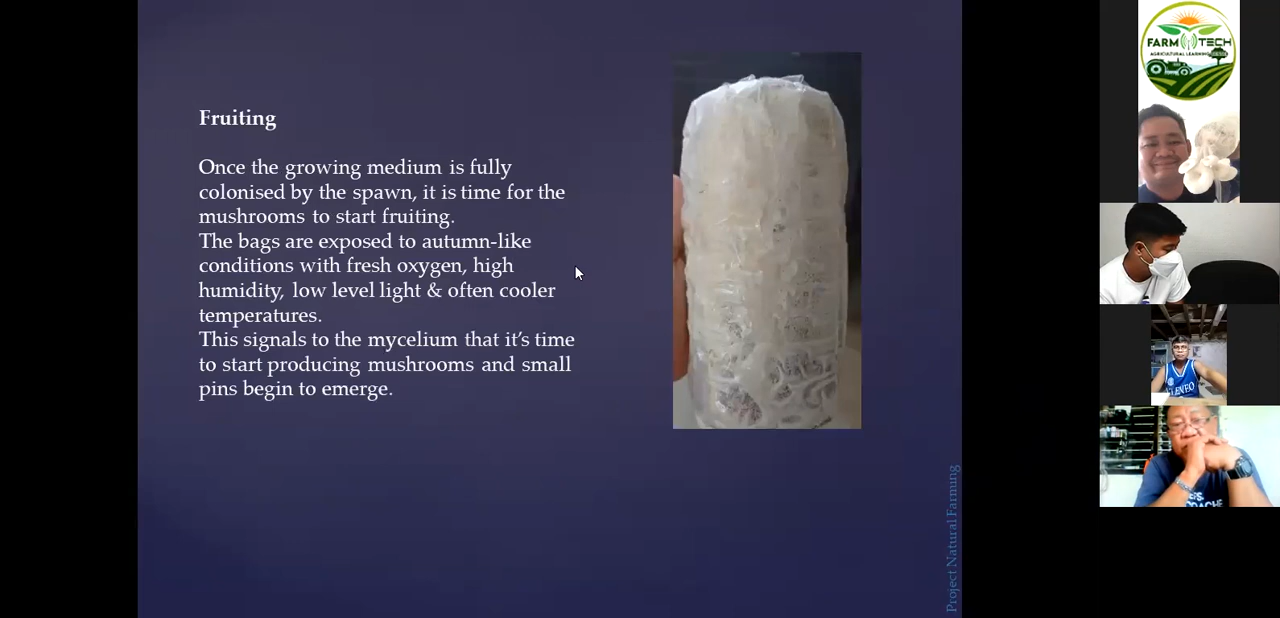 Fruiting
Once the growing medium is fully
colonised by the spawn, it is time for the
mushrooms to start fruiting.
The bags are exposed to autumn-like
conditions with fresh oxygen, high
humidity, low level light & often cooler
temperatures.
This signals to the mycelium that it’s time
to start producing mushrooms and small
pins begin to emerge.
Project Natural Farming
FARM TECH
AGRICULTURAL LEARNING